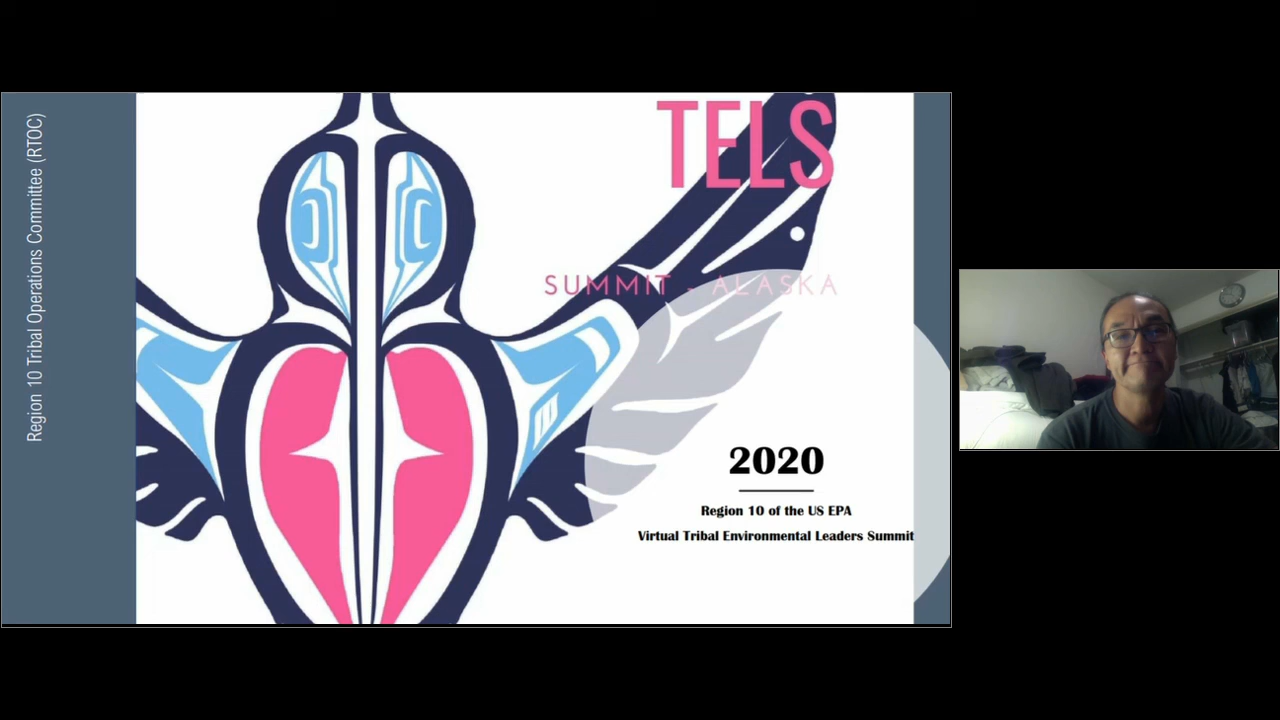 Region 10 Tribal Operations Committee (RTOC)
TELS
SUMMIT - ALASKA
2020
Region 10 of the US EPA
Virtual Tribal Environmental Leaders Summit